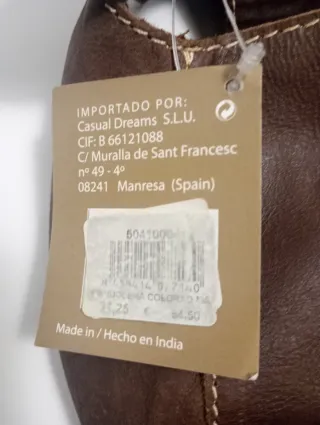 IMPORTADO POR:
Casual Dreams S.L.U.
CIF: B 66121088
C/ Muralla de Sant Francesc
nº 49 - 4º
08241 Manresa (Spain)
COLORADO
€
Made in / Hecho en India